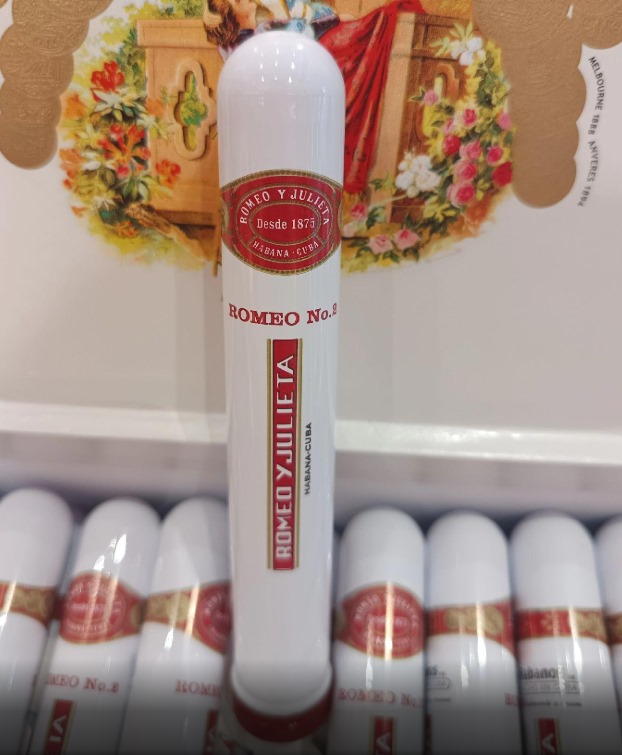 MELBOURNE 1888 ANVERES 1894
ROMEO Y JULIETA
Desde 1875
HABANA · CUBA
ROMEO No.2
ROMEO Y JULIETA
HABANA-CUBA
ROMEO No.2
ROMEO No.2